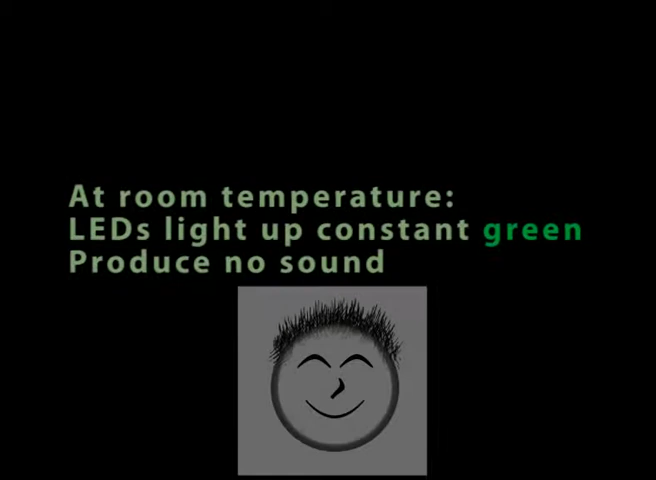 At room temperature:
LEDs light up constant green
Produce no sound